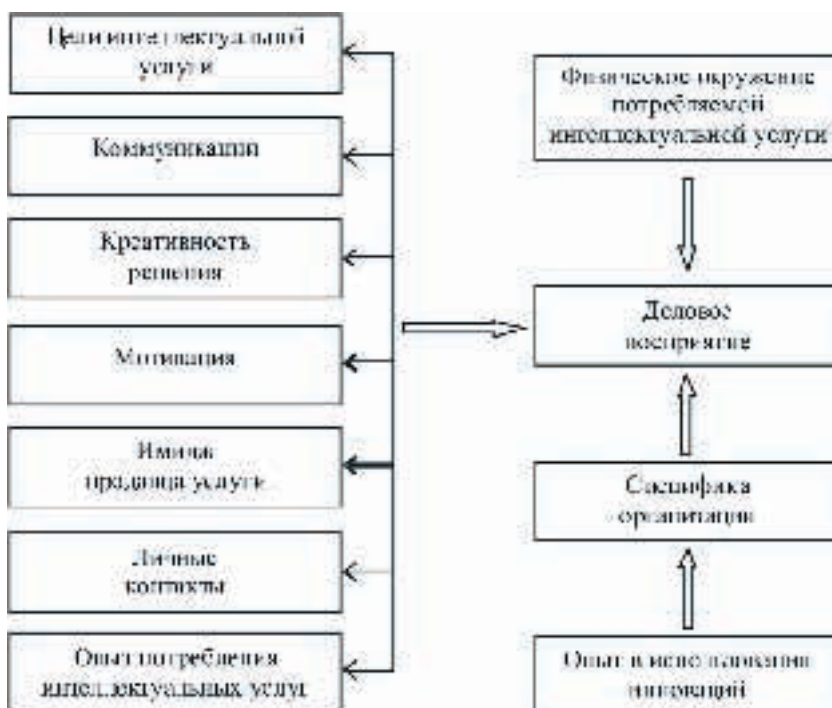 Цели интеллектуальной
услуги
Коммуникации
Креативность
решения
Мотивация
Имидж
продавца услуги
Личные
контакты
Опыт потребления
интеллектуальных услуг
Физическое окружение
потребляемой
интеллектуальной услуги
Деловое
восприятие
Специфика
организации
Опыт в использовании
инноваций